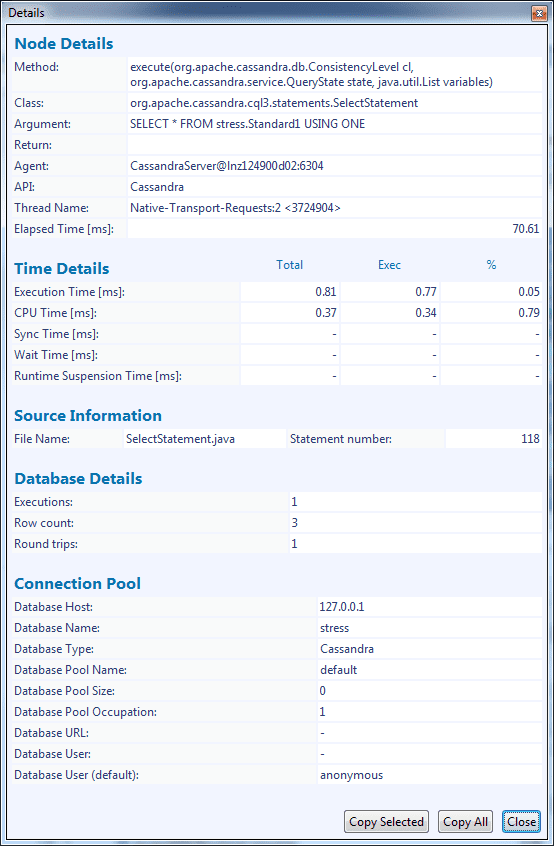 Details
Node Details
Method: execute(org.apache.cassandra.db.ConsistencyLevel cl,
org.apache.cassandra.service.QueryState state, java.util.List variables)
Class: org.apache.cassandra.cql3.statements.SelectStatement
Argument: SELECT * FROM stress.Standard1 USING ONE
Return:
Agent: CassandraServer@lnz124900d02:6304
API: Cassandra
Thread Name: Native-Transport-Requests:2 <3724904>
Elapsed Time [ms]: 70.61
Time Details Total Exec %
Execution Time [ms]: 0.81 0.77 0.05
CPU Time [ms]: 0.37 0.34 0.79
Sync Time [ms]: - - -
Wait Time [ms]: - - -
Runtime Suspension Time [ms]: - - -
Source Information
File Name: SelectStatement.java Statement number: 118
Database Details
Executions: 1
Row count: 3
Round trips: 1
Connection Pool
Database Host: 127.0.0.1
Database Name: stress
Database Type: Cassandra
Database Pool Name: default
Database Pool Size: 0
Database Pool Occupation: 1
Database URL: -
Database User: -
Database User (default): anonymous
Copy Selected Copy All Close